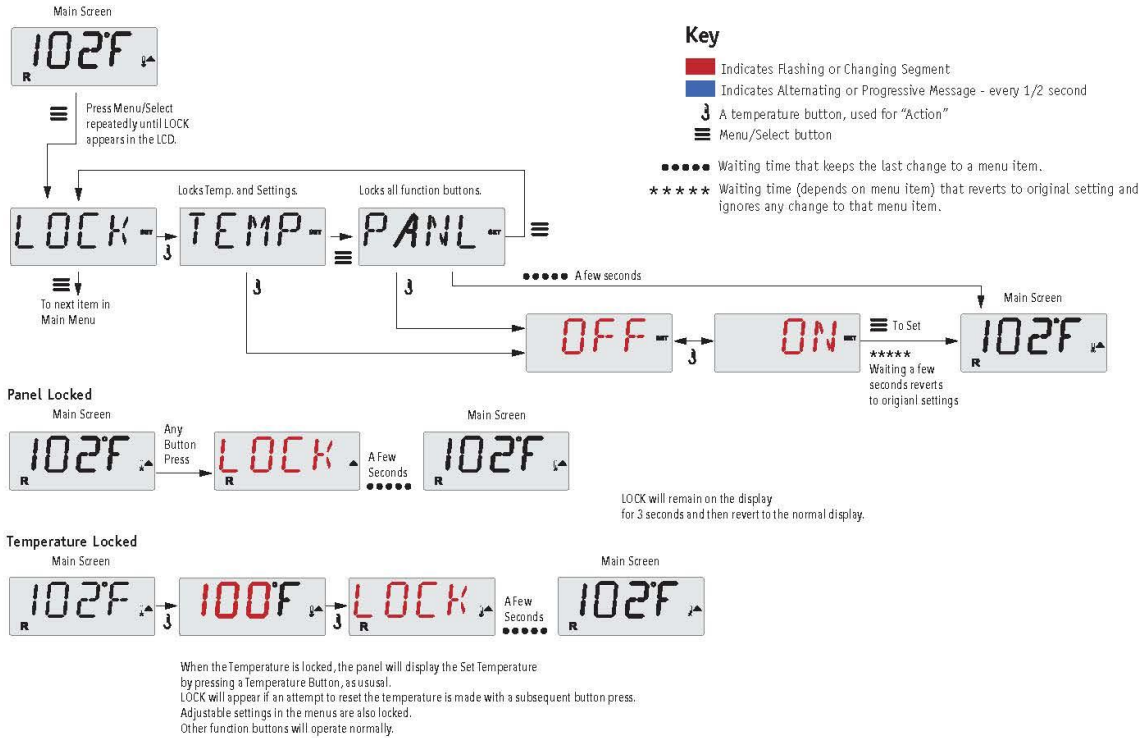 Main Screen
102°F
R
Press Menu/Select
repeatedly until LOCK
appears in the LCD.
Key
Indicates Flashing or Changing Segment
Indicates Alternating or Progressive Message - every 1/2 second
A temperature button, used for “Action”
Menu/Select button
Waiting time that keeps the last change to a menu item.
***** Waiting time (depends on menu item) that reverts to original setting and
ignores any change to that menu item.
Locks Temp. and Settings.
Locks all function buttons.
LOCK SET
TEMP SET
PANL SET
To next item in
Main Menu
A few seconds
OFF SET
ON SET
To Set
*****
Waiting a few
seconds reverts
to origianl settings
Main Screen
102°F
R
Panel Locked
Main Screen
102°F
R
Any
Button
Press
LOCK
R
A Few
Seconds
Main Screen
102°F
R
LOCK will remain on the display
for 3 seconds and then revert to the normal display.
Temperature Locked
Main Screen
102°F
R
100°F
LOCK
R
A Few
Seconds
Main Screen
102°F
R
When the Temperature is locked, the panel will display the Set Temperature
by pressing a Temperature Button, as ususal.
LOCK will appear if an attempt to reset the temperature is made with a subsequent button press.
Adjustable settings in the menus are also locked.
Other function buttons will operate normally.